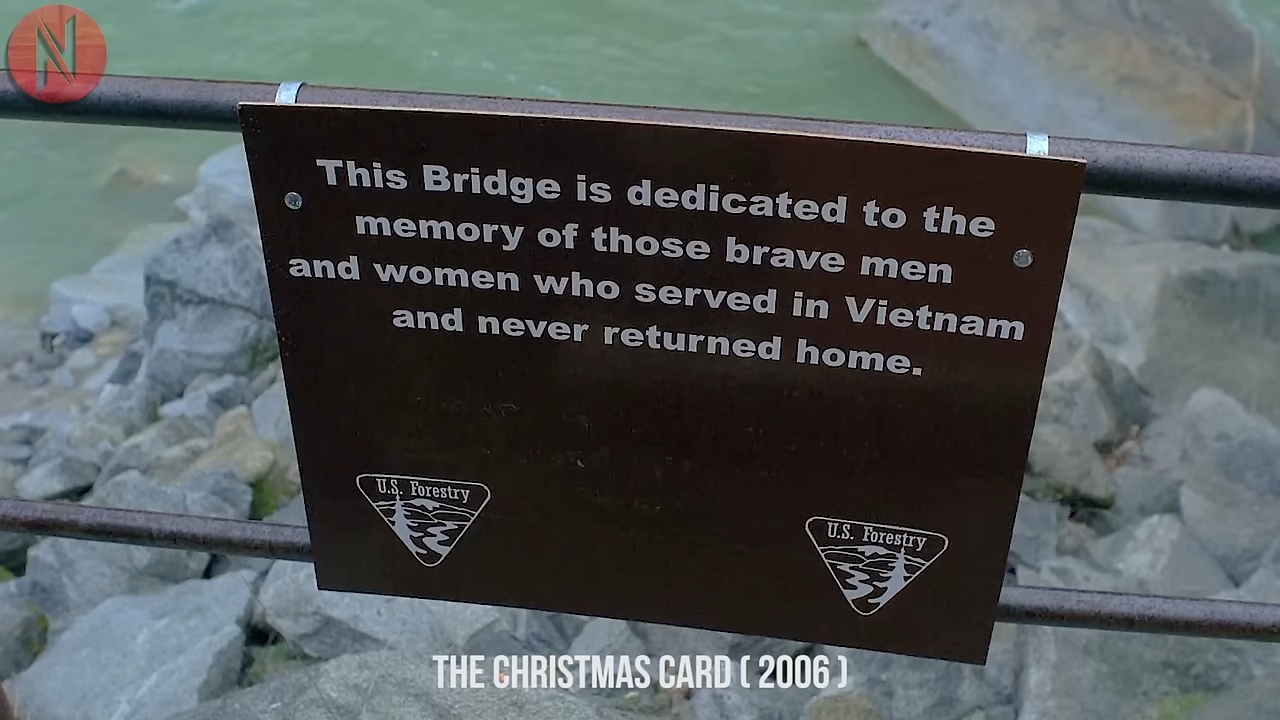 N
This Bridge is dedicated to the
memory of those brave men
and women who served in Vietnam
and never returned home.
U.S. Forestry
U.S. Forestry
THE CHRISTMAS CARD ( 2006 )